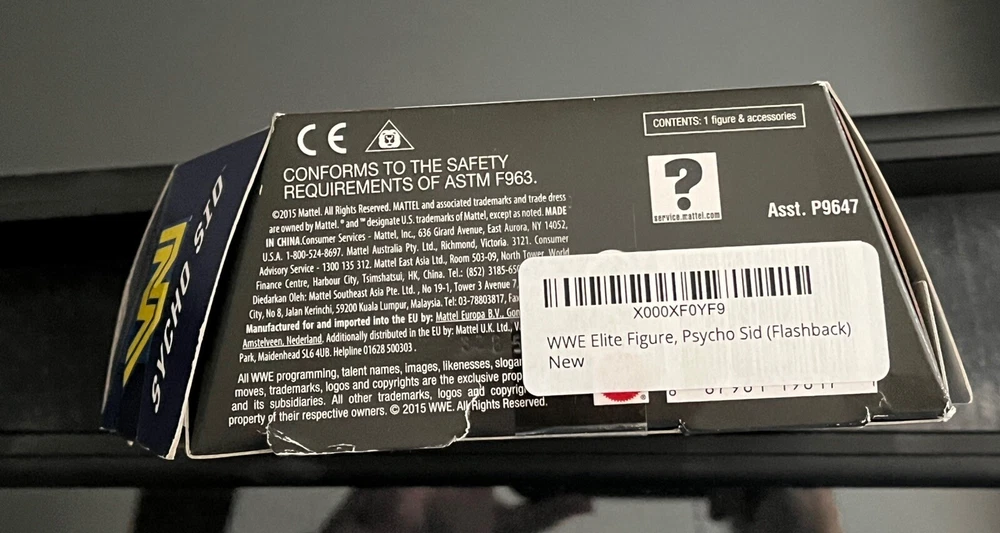 SYCHO SID
CE
CONFORMS TO THE SAFETY
REQUIREMENTS OF ASTM F963.
©2015 Mattel. All Rights Reserved. MATTEL and associated trademarks and trade dress
are owned by Mattel. ® and ™ designate U.S. trademarks of Mattel, except as noted. MADE
IN CHINA.Consumer Services - Mattel, Inc., 636 Girard Avenue, East Aurora, NY 14052,
U.S.A. 1-800-524-8697. Mattel Australia Pty. Ltd., Richmond, Victoria. 3121. Consumer
Advisory Service - 1300 135 312. Mattel East Asia Ltd., Room 503-09, North Tower, World
Finance Centre, Harbour City, Tsimshatsui, HK, China. Tel.: (852) 3185-650
Diedarkan Oleh: Mattel Southeast Asia Pte. Ltd., No 19-1, Tower 3 Avenue 7,
City, No 8, Jalan Kerinchi, 59200 Kuala Lumpur, Malaysia. Tel: 03-78803817, Fax
Manufactured for and imported into the EU by: Mattel Europa B.V.,
Amstelveen, Nederland. Additionally distributed in the EU by: Mattel U.K. Ltd.,
Park, Maidenhead SL6 4UB. Helpline 01628 500303.
All WWE programming, talent names, images, likenesses,
moves, trademarks, logos and copyrights are the exclusive
and its subsidiaries. All other trademarks, logos and
property of their respective owners. © 2015 WWE. All Rights Reserved.
CONTENTS: 1 figure & accessories
?
service.mattel.com
Asst. P9647
X000XF0YF9
WWE Elite Figure, Psycho Sid (Flashback)
New